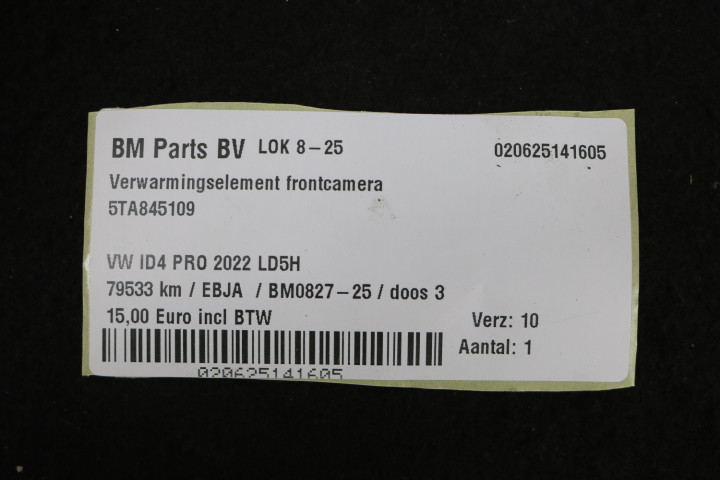 BM Parts BV LOK 8-25 020625141605
Verwarmingselement frontcamera
5TA845109
VW ID4 PRO 2022 LD5H
79533 km / EBJA / BM0827-25 / doos 3
15,00 Euro incl BTW Verz: 10
Aantal: 1
020625141605